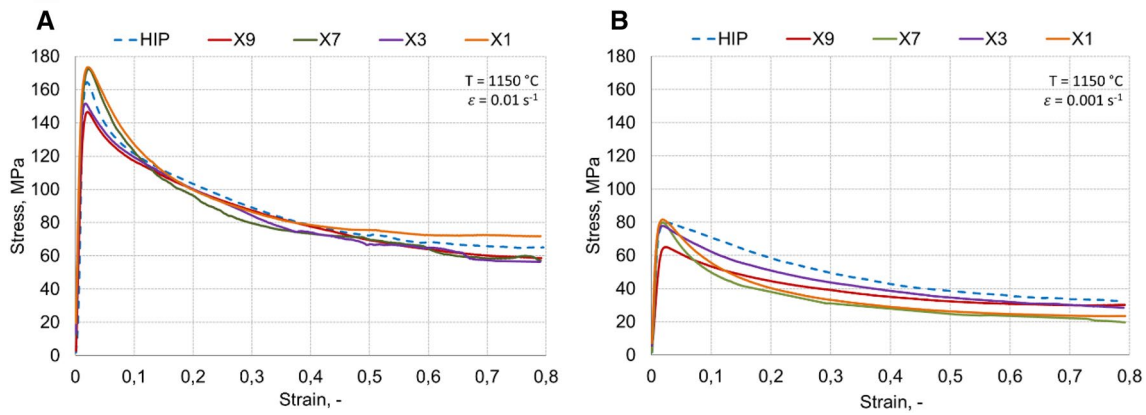 A
HIP X9 X7 X3 X1
T = 1150 °C
ε = 0.01 s⁻¹
Stress, MPa
180
160
140
120
100
80
60
40
20
0
0 0,1 0,2 0,3 0,4 0,5 0,6 0,7 0,8
Strain, -
B
HIP X9 X7 X3 X1
T = 1150 °C
ε = 0.001 s⁻¹
Stress, MPa
180
160
140
120
100
80
60
40
20
0
0 0,1 0,2 0,3 0,4 0,5 0,6 0,7 0,8
Strain, -